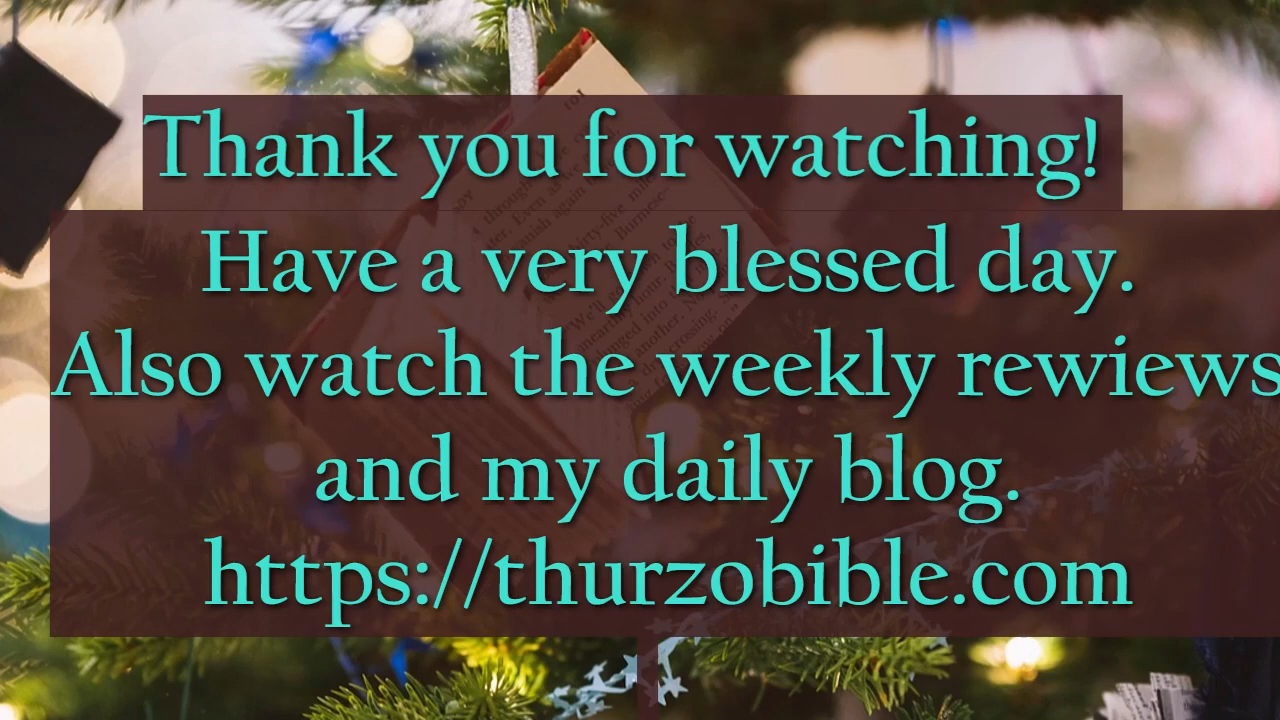 Thank you for watching!
Have a very blessed day.
Also watch the weekly rewiews
and my daily blog.
https://thurzobible.com